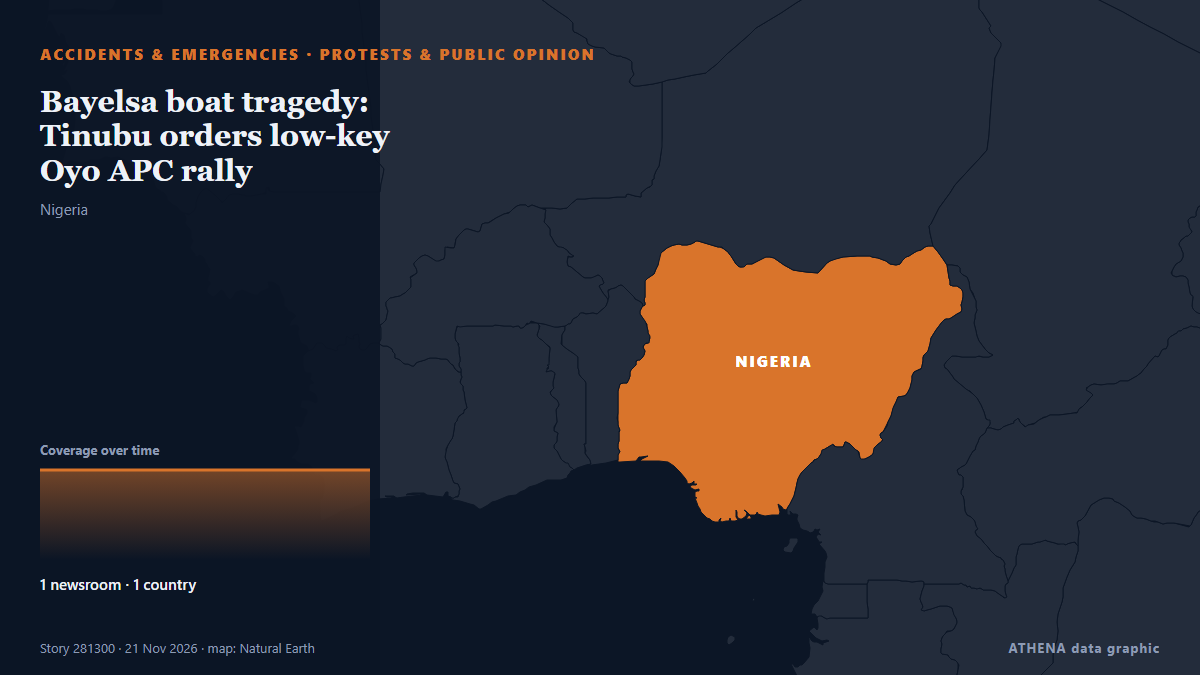 ACCIDENTS & EMERGENCIES · PROTESTS & PUBLIC OPINION
Bayelsa boat tragedy:
Tinubu orders low-key
Oyo APC rally
Nigeria
NIGERIA
Coverage over time
1 newsroom · 1 country
Story 281300 · 21 Nov 2026 · map: Natural Earth
ATHENA data graphic